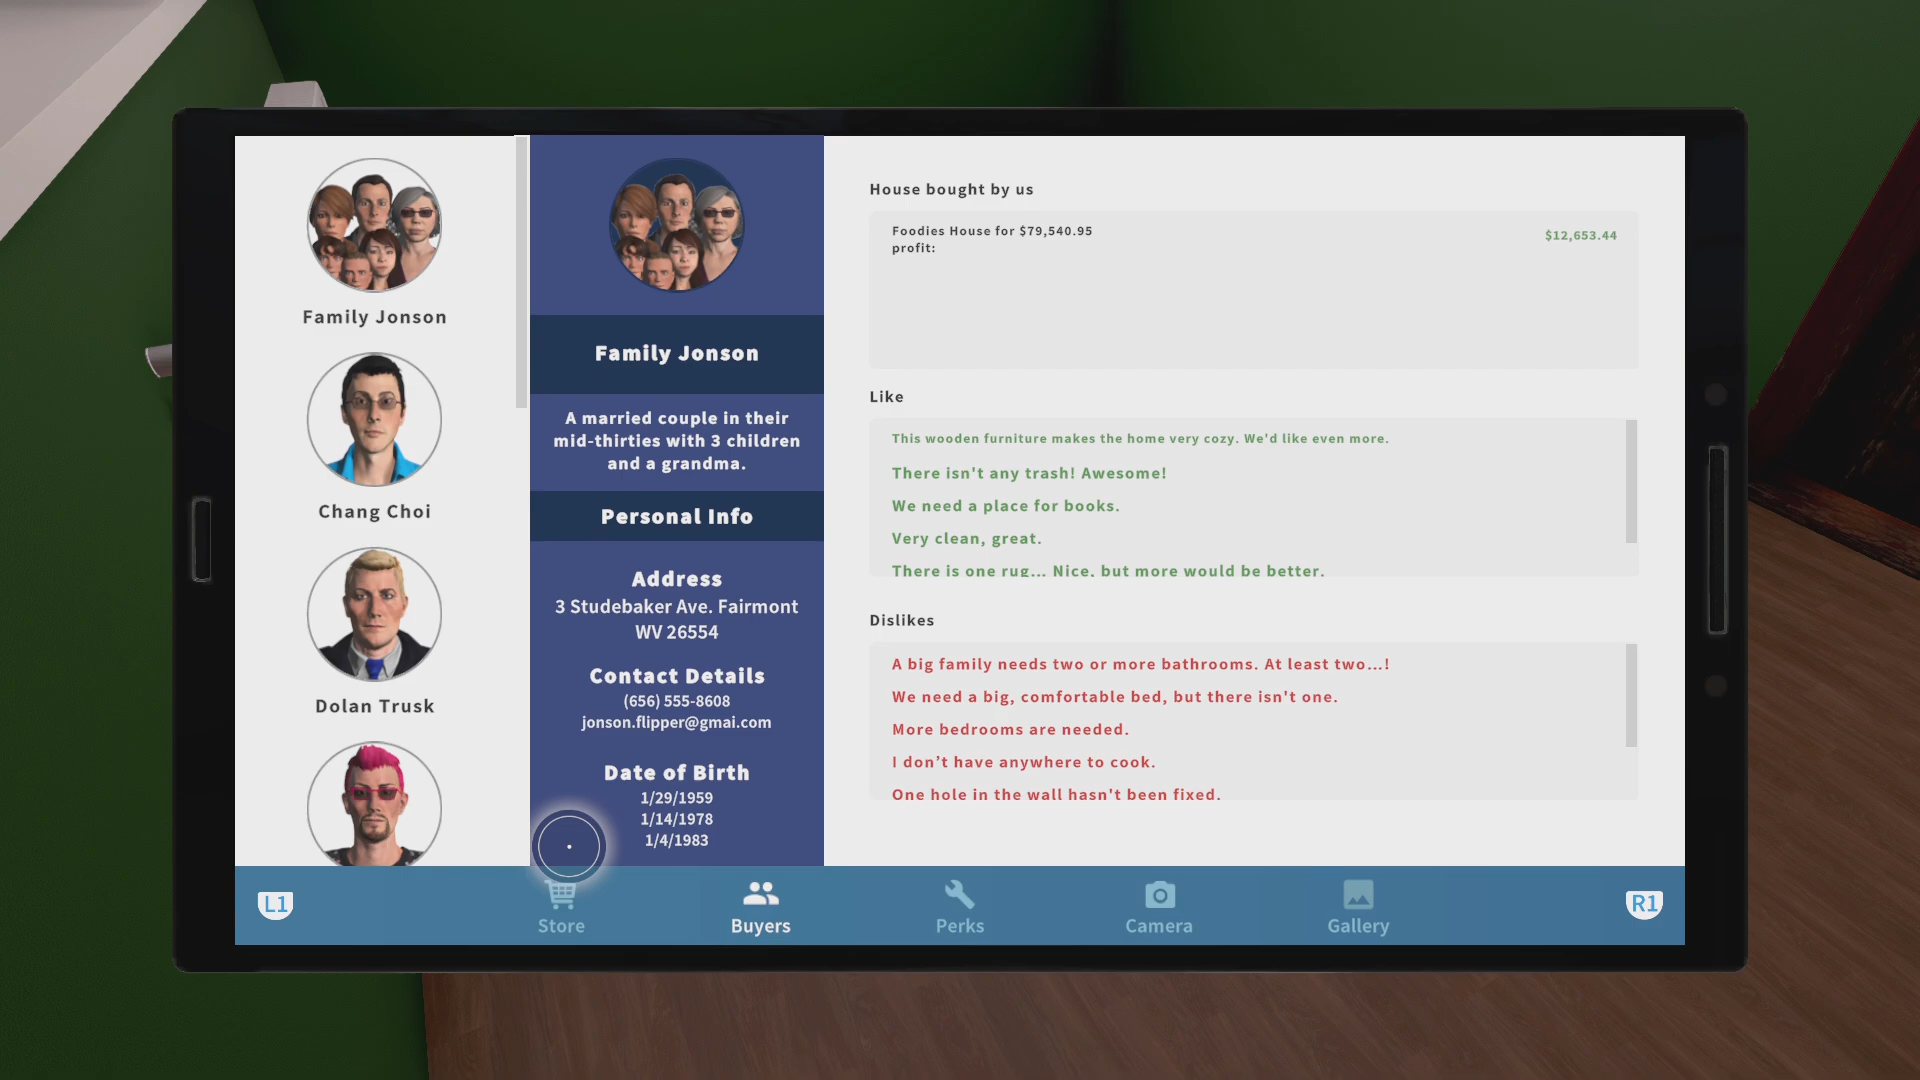 Family Jonson
Chang Choi
Dolan Trusk
Family Jonson
A married couple in their
mid-thirties with 3 children
and a grandma.
Personal Info
Address
3 Studebaker Ave. Fairmont
WV 26554
Contact Details
(656) 555-8608
jonson.flipper@gmai.com
Date of Birth
1/29/1959
1/14/1978
1/4/1983
House bought by us
Foodies House for $79,540.95
profit:
$12,653.44
Like
This wooden furniture makes the home very cozy. We'd like even more.
There isn't any trash! Awesome!
We need a place for books.
Very clean, great.
There is one rug... Nice, but more would be better.
Dislikes
A big family needs two or more bathrooms. At least two...!
We need a big, comfortable bed, but there isn't one.
More bedrooms are needed.
I don’t have anywhere to cook.
One hole in the wall hasn't been fixed.
L1
Store
Buyers
Perks
Camera
Gallery
R1